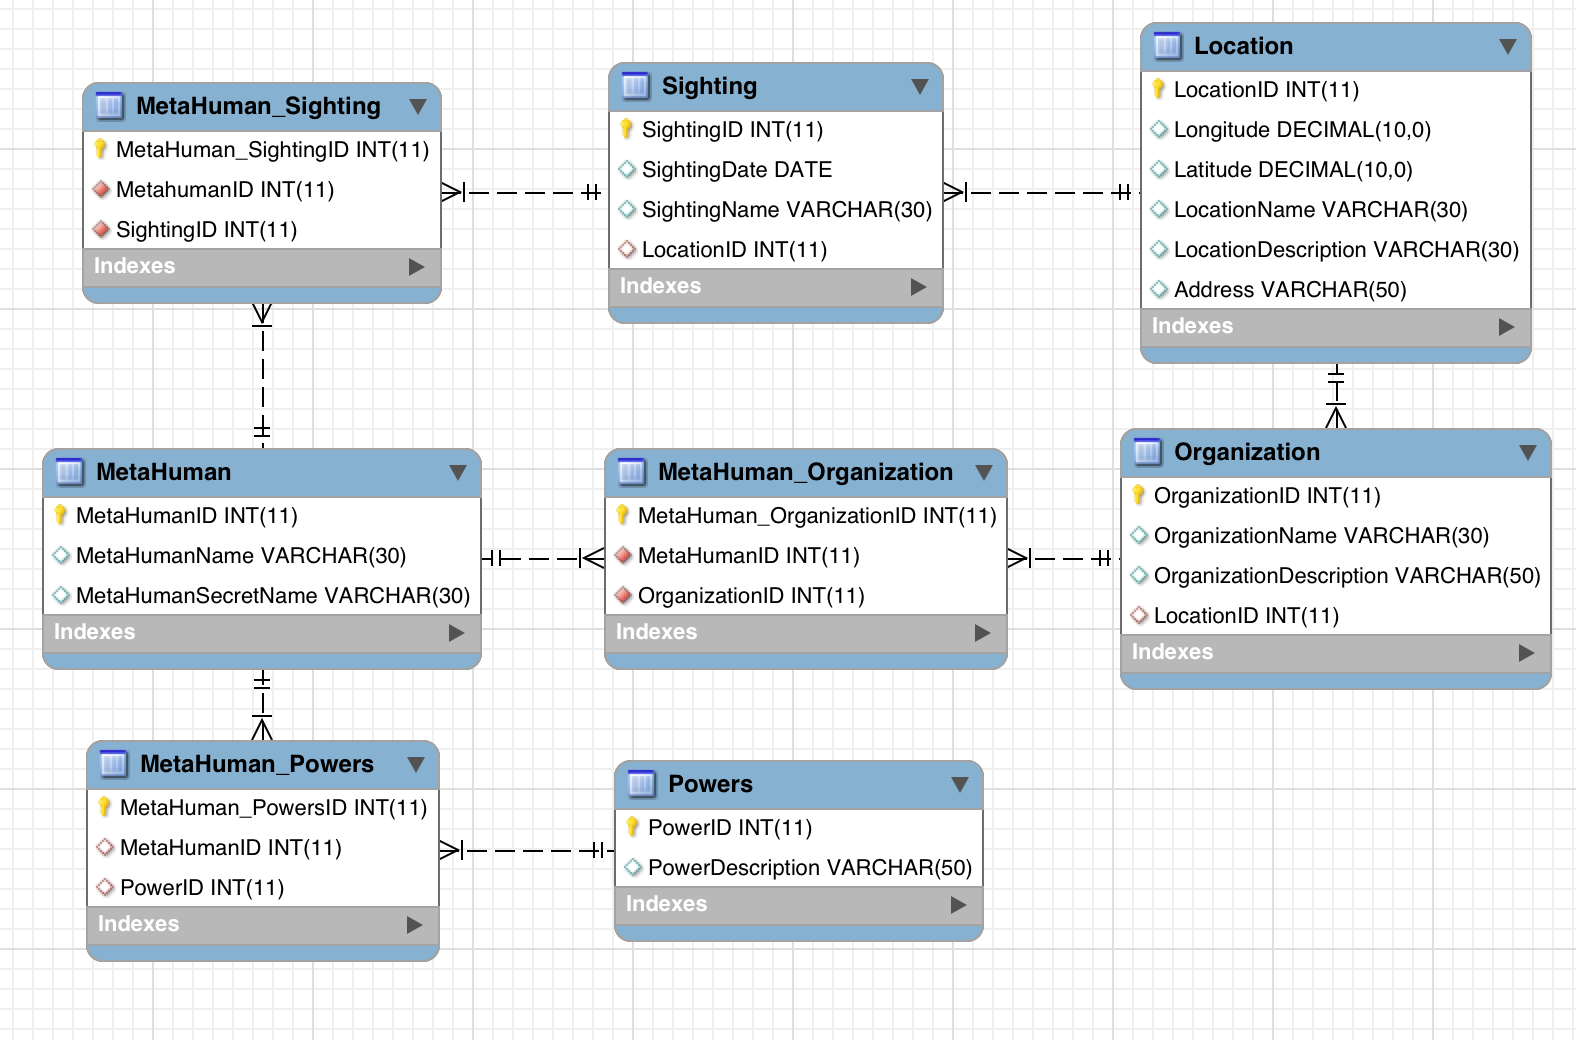 MetaHuman_Sighting
MetaHuman_SightingID INT(11)
MetahumanID INT(11)
SightingID INT(11)
Indexes
Sighting
SightingID INT(11)
SightingDate DATE
SightingName VARCHAR(30)
LocationID INT(11)
Indexes
Location
LocationID INT(11)
Longitude DECIMAL(10,0)
Latitude DECIMAL(10,0)
LocationName VARCHAR(30)
LocationDescription VARCHAR(30)
Address VARCHAR(50)
Indexes
MetaHuman
MetaHumanID INT(11)
MetaHumanName VARCHAR(30)
MetaHumanSecretName VARCHAR(30)
Indexes
MetaHuman_Organization
MetaHuman_OrganizationID INT(11)
MetaHumanID INT(11)
OrganizationID INT(11)
Indexes
Organization
OrganizationID INT(11)
OrganizationName VARCHAR(30)
OrganizationDescription VARCHAR(50)
LocationID INT(11)
Indexes
MetaHuman_Powers
MetaHuman_PowersID INT(11)
MetaHumanID INT(11)
PowerID INT(11)
Indexes
Powers
PowerID INT(11)
PowerDescription VARCHAR(50)
Indexes